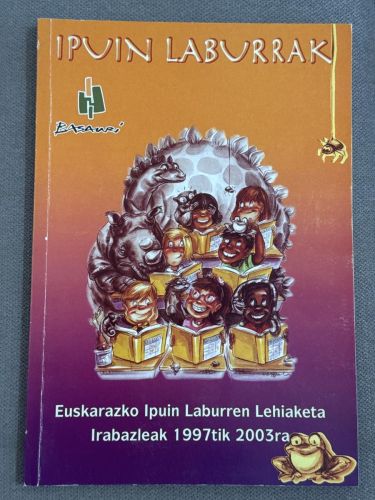 IPUIN LABURRAK
BASAURI
Euskarazko Ipuin Laburren Lehiaketa
Irabazleak 1997tik 2003ra